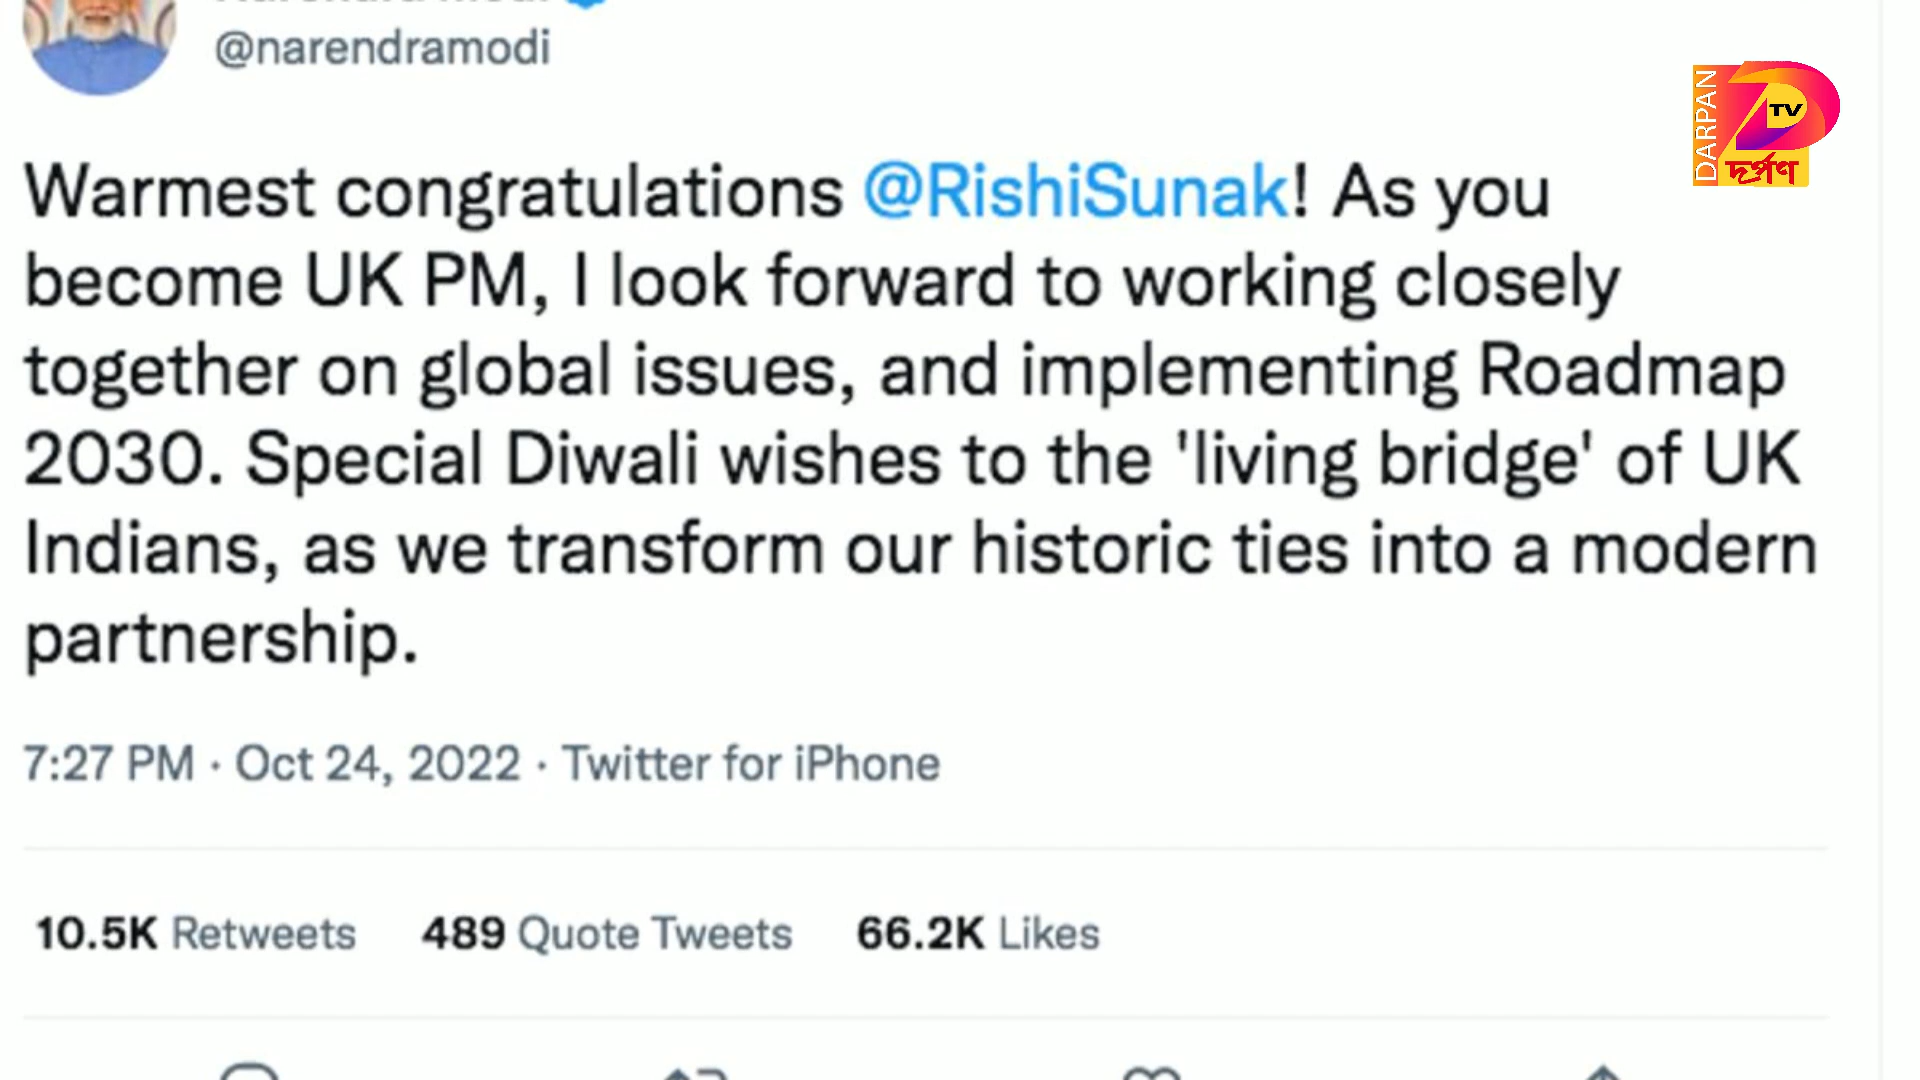 Narendra Modi
@narendramodi
DARPAN
TV
দর্পণ
Warmest congratulations @RishiSunak! As you
become UK PM, I look forward to working closely
together on global issues, and implementing Roadmap
2030. Special Diwali wishes to the 'living bridge' of UK
Indians, as we transform our historic ties into a modern
partnership.
7:27 PM · Oct 24, 2022 · Twitter for iPhone
10.5K Retweets 489 Quote Tweets 66.2K Likes